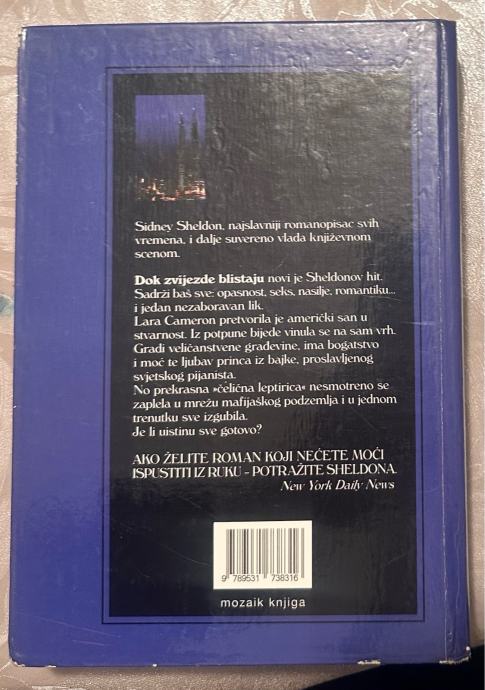 Sidney Sheldon, najslavniji romanopisac svih
vremena, i dalje suvereno vlada književnom
scenom.
Dok zvijezde blistaju novi je Sheldonov hit.
Sadrži baš sve: opasnost, seks, nasilje, romantiku...
i jedan nezaboravan lik.
Lara Cameron pretvorila je američki san u
stvarnost. Iz potpune bijede vinula se na sam vrh.
Gradi veličanstvene građevine, ima bogatstvo
i moć te ljubav princa iz bajke, proslavljenog
svjetskog pijanista.
No prekrasna »čelična leptirica« nesmotreno se
zaplela u mrežu mafijaškog podzemlja i u jednom
trenutku sve izgubila.
Je li uistinu sve gotovo?
AKO ŽELITE ROMAN KOJI NEĆETE MOĆI
ISPUSTITI IZ RUKU - POTRAŽITE SHELDONA.
New York Daily News
9 789531 738316
mozaik knjiga